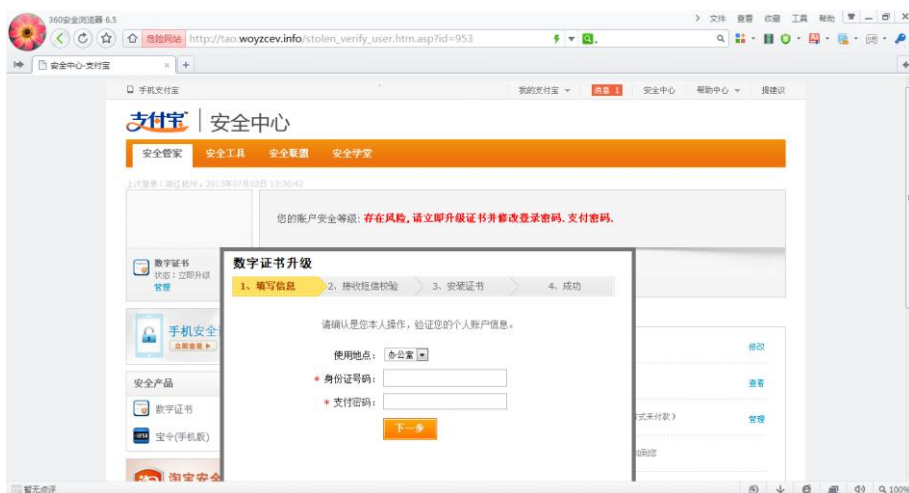 360安全浏览器 6.5
文件 查看 收藏 工具 帮助
危险网站 http://tao.woyzcev.info/stolen_verify_user.htm.asp?id=953
安全中心-支付宝
手机支付宝 我的支付宝 消息 1 安全中心 帮助中心 提建议
支付宝 安全中心
安全管家 安全工具 安全联盟 安全学堂
上次登录：浙江杭州，2013年07月03日 13:36:42
您的账户安全等级: 存在风险, 请立即升级证书并修改登录密码. 支付密码.
数字证书
状态：立即升级
管理
数字证书升级
1、填写信息 2、接收短信校验 3、安装证书 4、成功
请确认是您本人操作，验证您的个人账户信息。
使用地点： 办公室
* 身份证号码：
* 支付密码：
下一步
手机安全
立即查看
修改
安全产品
查看
数字证书
式未付款）
管理
宝令(手机版)
淘宝安全
暂无点评
100%